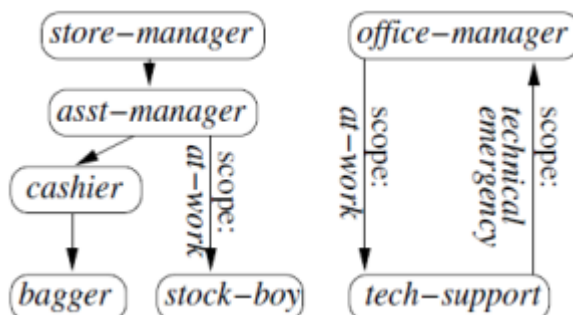 store-manager
office-manager
asst-manager
scope:
at-work
scope:
at-work
scope:
technical
emergency
cashier
bagger
stock-boy
tech-support